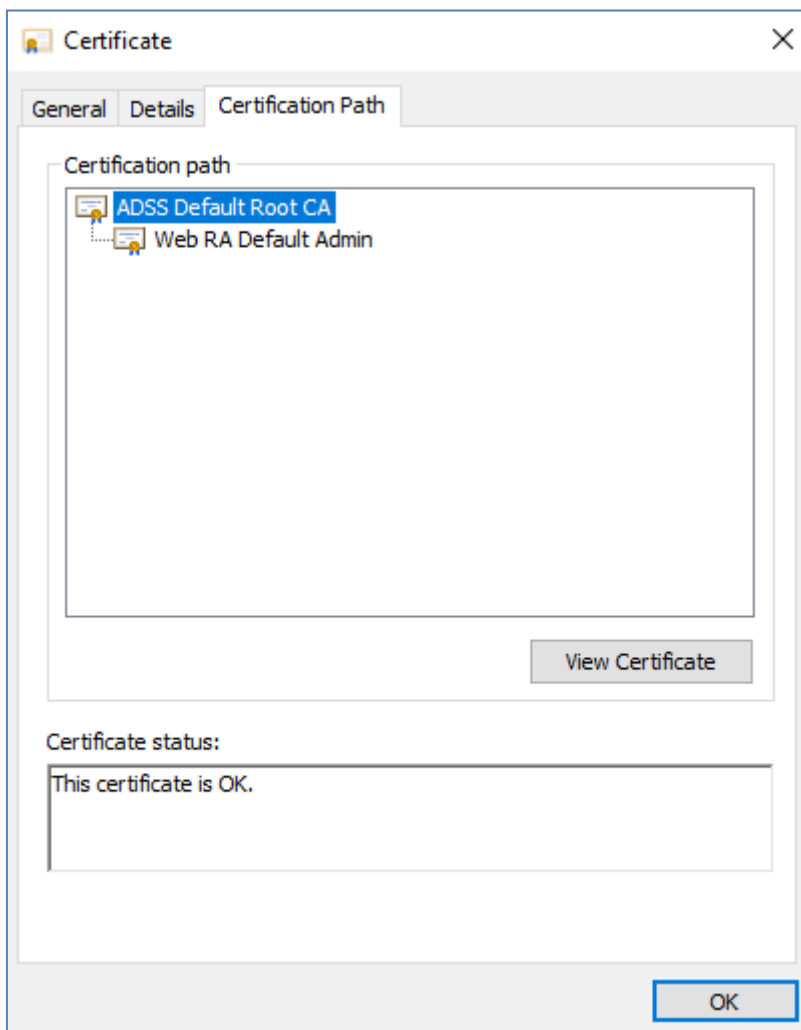 Certificate
General Details Certification Path
Certification path
ADSS Default Root CA
Web RA Default Admin
View Certificate
Certificate status:
This certificate is OK.
OK